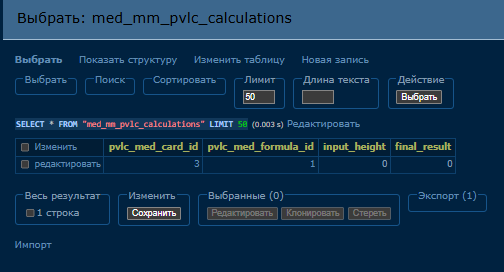 Выбрать: med_mm_pvlc_calculations
Выбрать Показать структуру Изменить таблицу Новая запись
Выбрать Поиск Сортировать Лимит Длина текста Действие
50 Выбрать
SELECT * FROM "med_mm_pvlc_calculations" LIMIT 50 (0.003 s) Редактировать
Изменить pvlc_med_card_id pvlc_med_formula_id input_height final_result
редактировать 3 1 0 0
Весь результат Изменить Выбранные (0) Экспорт (1)
1 строка Сохранить Редактировать Клонировать Стереть
Импорт